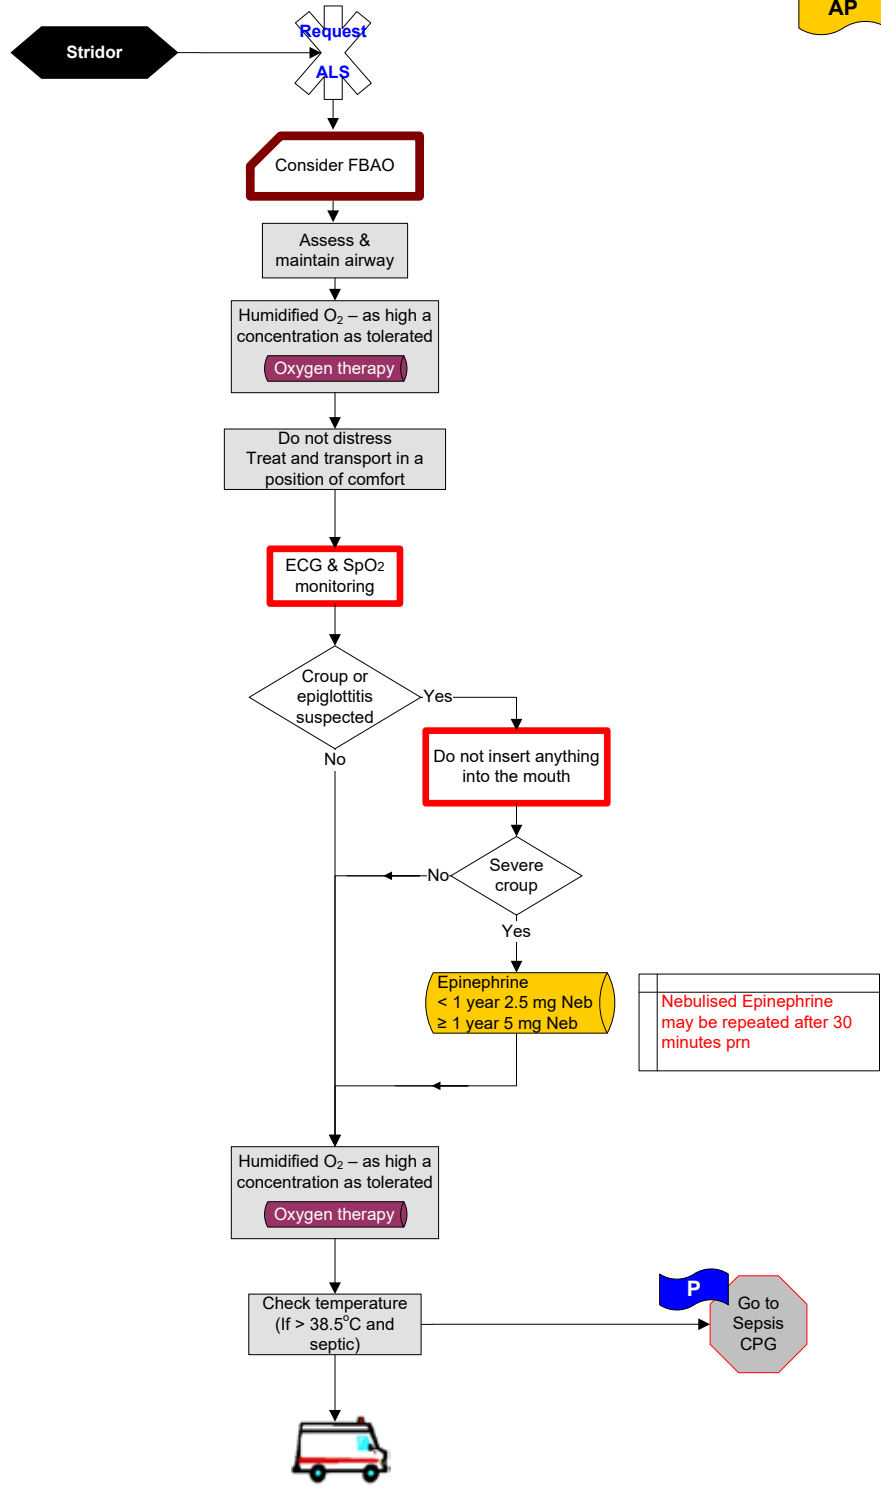 AP
Stridor
Request
ALS
Consider FBAO
Assess &
maintain airway
Humidified O₂ – as high a
concentration as tolerated
Oxygen therapy
Do not distress
Treat and transport in a
position of comfort
ECG & SpO2
monitoring
Croup or
epiglottitis
suspected
Yes
No
Do not insert anything
into the mouth
Severe
croup
No
Yes
Epinephrine
< 1 year 2.5 mg Neb
≥ 1 year 5 mg Neb
Nebulised Epinephrine
may be repeated after 30
minutes prn
Humidified O₂ – as high a
concentration as tolerated
Oxygen therapy
Check temperature
(If > 38.5°C and
septic)
P
Go to
Sepsis
CPG